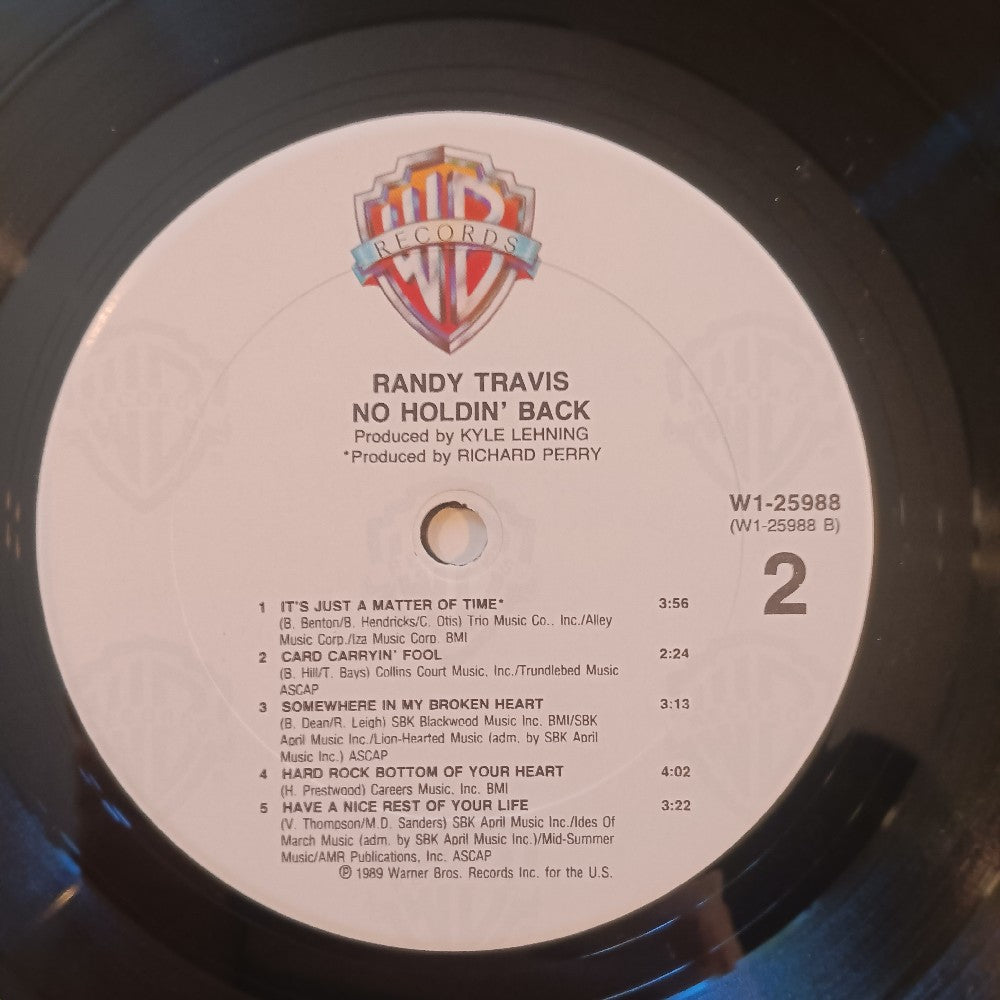 WB
RECORDS
RANDY TRAVIS
NO HOLDIN' BACK
Produced by KYLE LEHNING
*Produced by RICHARD PERRY
W1-25988
(W1-25988 B)
2
1 IT'S JUST A MATTER OF TIME* 3:56
(B. Benton/B. Hendricks/C. Otis) Trio Music Co., Inc./Alley
Music Corp./Iza Music Corp. BMI
2 CARD CARRYIN' FOOL 2:24
(B. Hill/T. Bays) Collins Court Music, Inc./Trundlebed Music
ASCAP
3 SOMEWHERE IN MY BROKEN HEART 3:13
(B. Dean/R. Leigh) SBK Blackwood Music Inc. BMI/SBK
April Music Inc./Lion-Hearted Music (adm. by SBK April
Music Inc.) ASCAP
4 HARD ROCK BOTTOM OF YOUR HEART 4:02
(H. Prestwood) Careers Music, Inc. BMI
5 HAVE A NICE REST OF YOUR LIFE 3:22
(V. Thompson/M.D. Sanders) SBK April Music Inc./Ides Of
March Music (adm. by SBK April Music Inc.)/Mid-Summer
Music/AMR Publications, Inc. ASCAP
℗ 1989 Warner Bros. Records Inc. for the U.S.